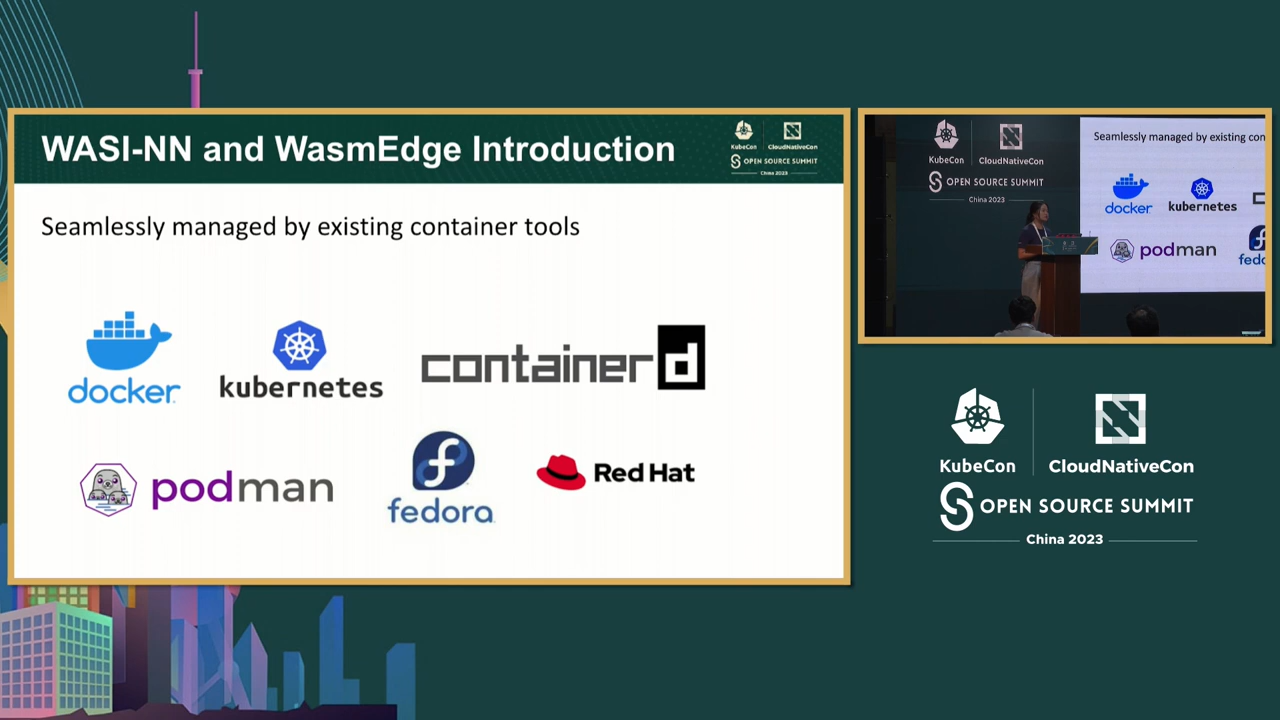 WASI-NN and WasmEdge Introduction
KubeCon CloudNativeCon
OPEN SOURCE SUMMIT
China 2023
Seamlessly managed by existing container tools
docker
kubernetes
containerd
podman
fedora
Red Hat
KubeCon CloudNativeCon
OPEN SOURCE SUMMIT
China 2023
Seamlessly managed by existing con
docker
kubernetes
podman
fedo
KubeCon CloudNativeCon
OPEN SOURCE SUMMIT
China 2023